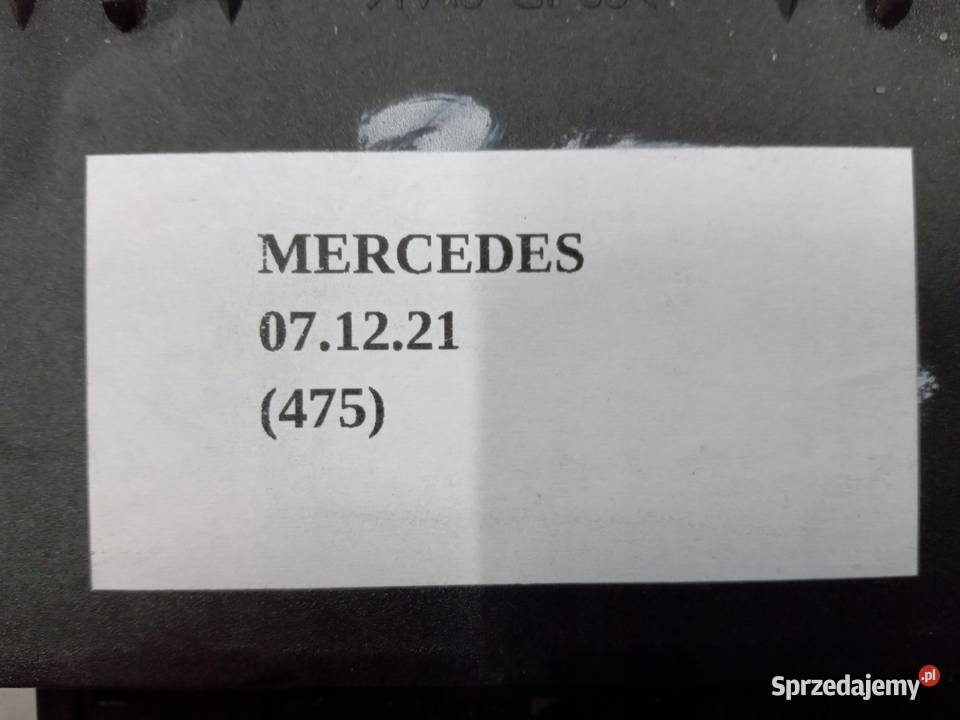 MERCEDES
07.12.21
(475)
Sprzedajemy.pl